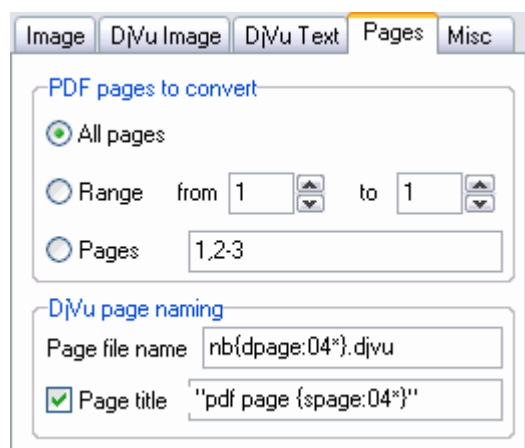 Image DjVu Image DjVu Text Pages Misc
PDF pages to convert
All pages
Range from 1 to 1
Pages 1,2-3
DjVu page naming
Page file name nb{dpage:04*}.djvu
Page title "pdf page {spage:04*}"